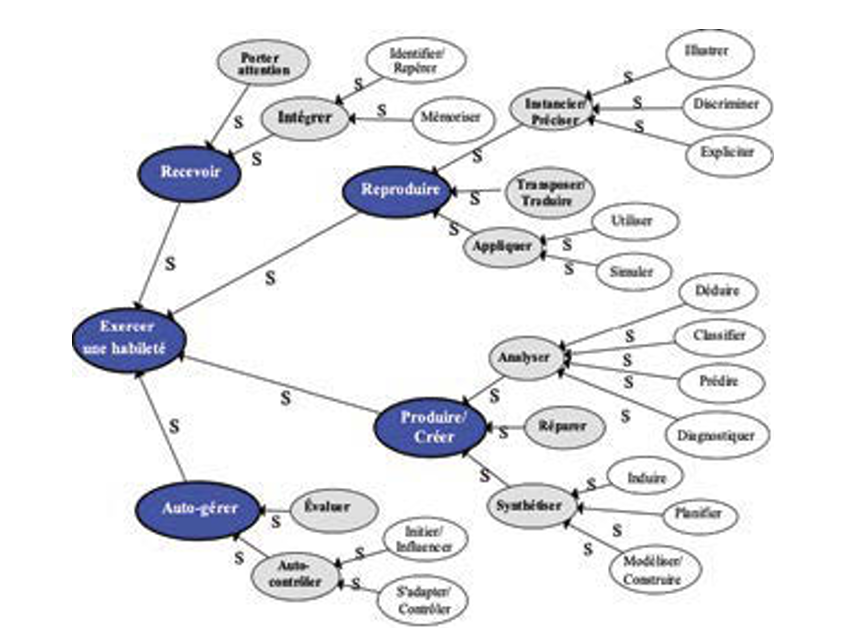 Porter
attention
Identifier/
Repérer
Illustrer
S
Intégrer
S
S
Mémoriser
Instancier/
Préciser
S
S
S
Discriminer
Expliciter
S
S
Recevoir
Reproduire
S
Transposer/
Traduire
S
Appliquer
Utiliser
S
S
Simuler
S
S
Exercer
une habileté
Déduire
Analyser
S
Classifier
S
S
Prédire
S
Diagnostiquer
S
S
Produire/
Créer
S
Réparer
S
S
Induire
Synthétiser
S
Planifier
S
S
Modéliser/
Construire
S
Auto-gérer
S
Évaluer
Initier/
Influencer
S
S
Auto-
contrôler
S
S'adapter/
Contrôler